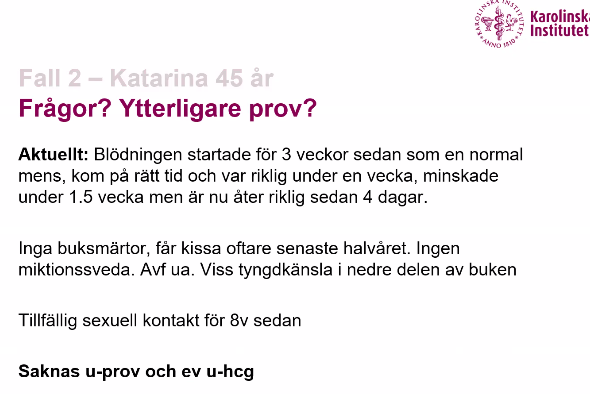 Karolinska
Institutet
Fall 2 – Katarina 45 år
Frågor? Ytterligare prov?
Aktuellt: Blödningen startade för 3 veckor sedan som en normal
mens, kom på rätt tid och var riklig under en vecka, minskade
under 1.5 vecka men är nu åter riklig sedan 4 dagar.
Inga buksmärtor, får kissa oftare senaste halvåret. Ingen
miktionssveda. Avf ua. Viss tyngdkänsla i nedre delen av buken
Tillfällig sexuell kontakt för 8v sedan
Saknas u-prov och ev u-hcg